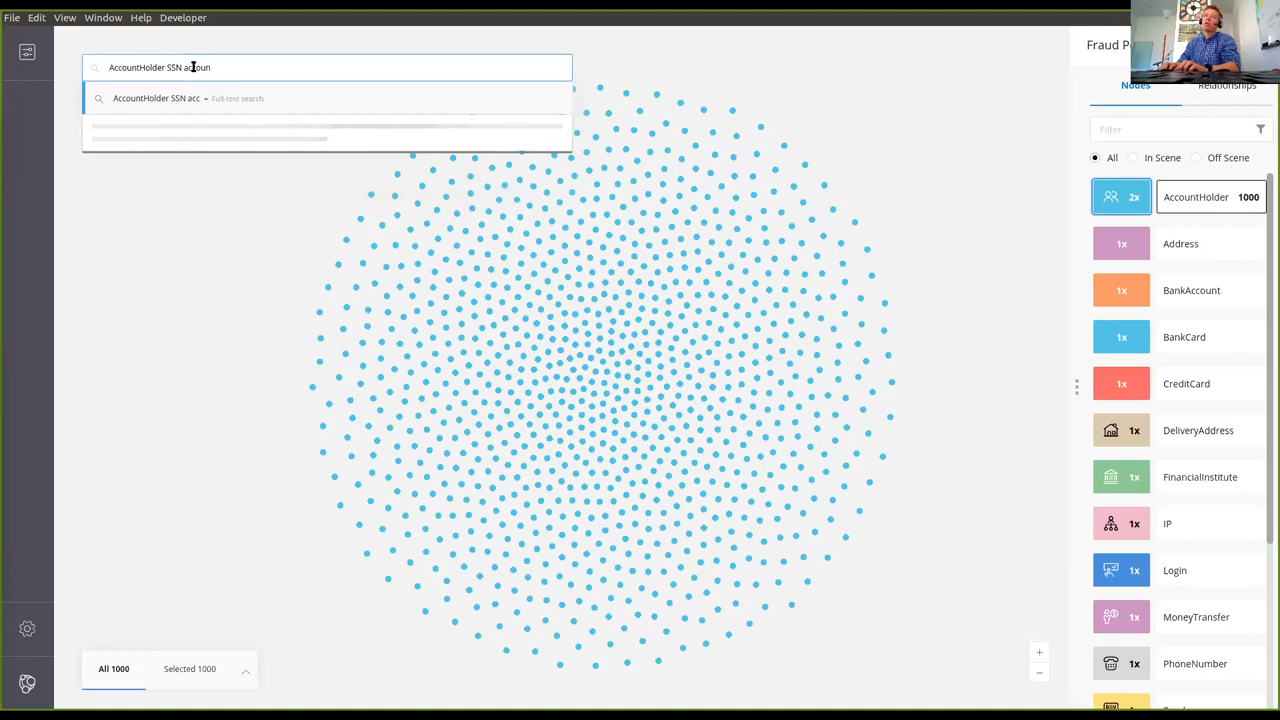 File Edit View Window Help Developer
AccountHolder SSN accoun
AccountHolder SSN acc – Full-text search
All 1000 Selected 1000
Fraud P
Nodes Relationships
Filter
All In Scene Off Scene
2x AccountHolder 1000
1x Address
1x BankAccount
1x BankCard
1x CreditCard
1x DeliveryAddress
1x FinancialInstitute
1x IP
1x Login
1x MoneyTransfer
1x PhoneNumber